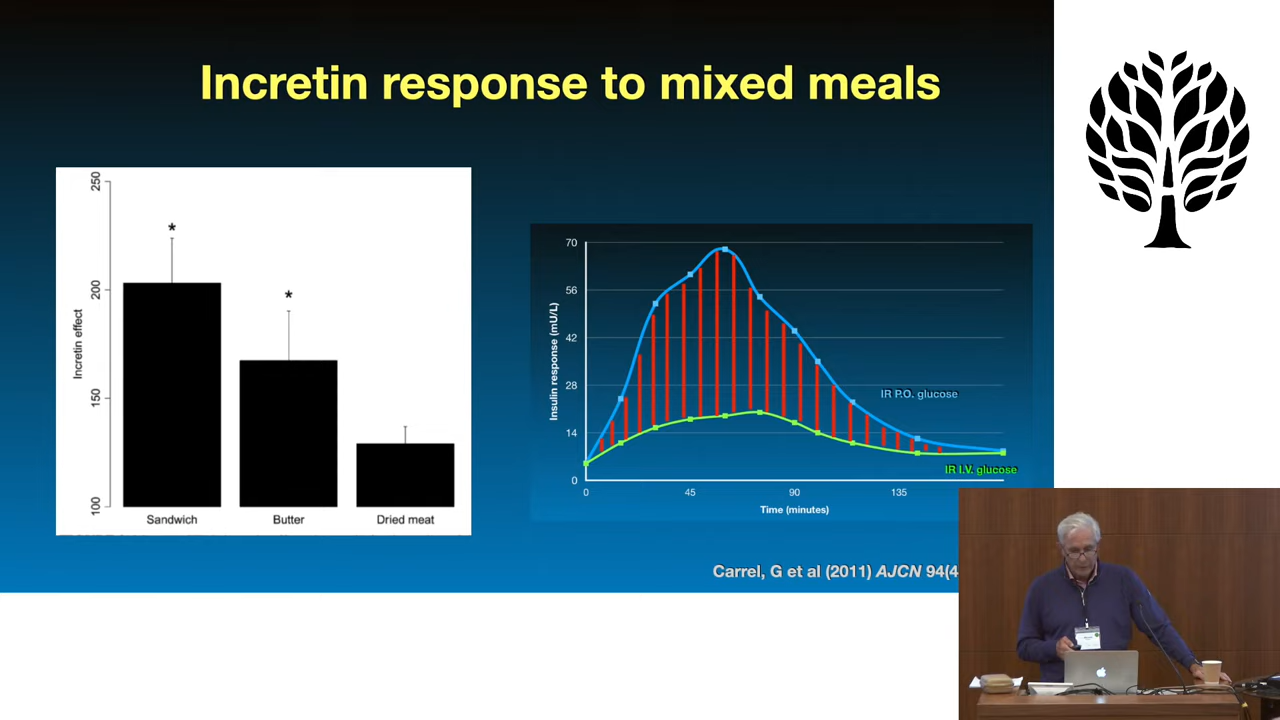 Incretin response to mixed meals
250
200
150
100
Incretin effect
*
*
Sandwich
Butter
Dried meat
70
56
42
28
14
0
Insulin response (mU/L)
0
45
90
135
Time (minutes)
IR P.O. glucose
IR I.V. glucose
Carrel, G et al (2011) AJCN 94(4